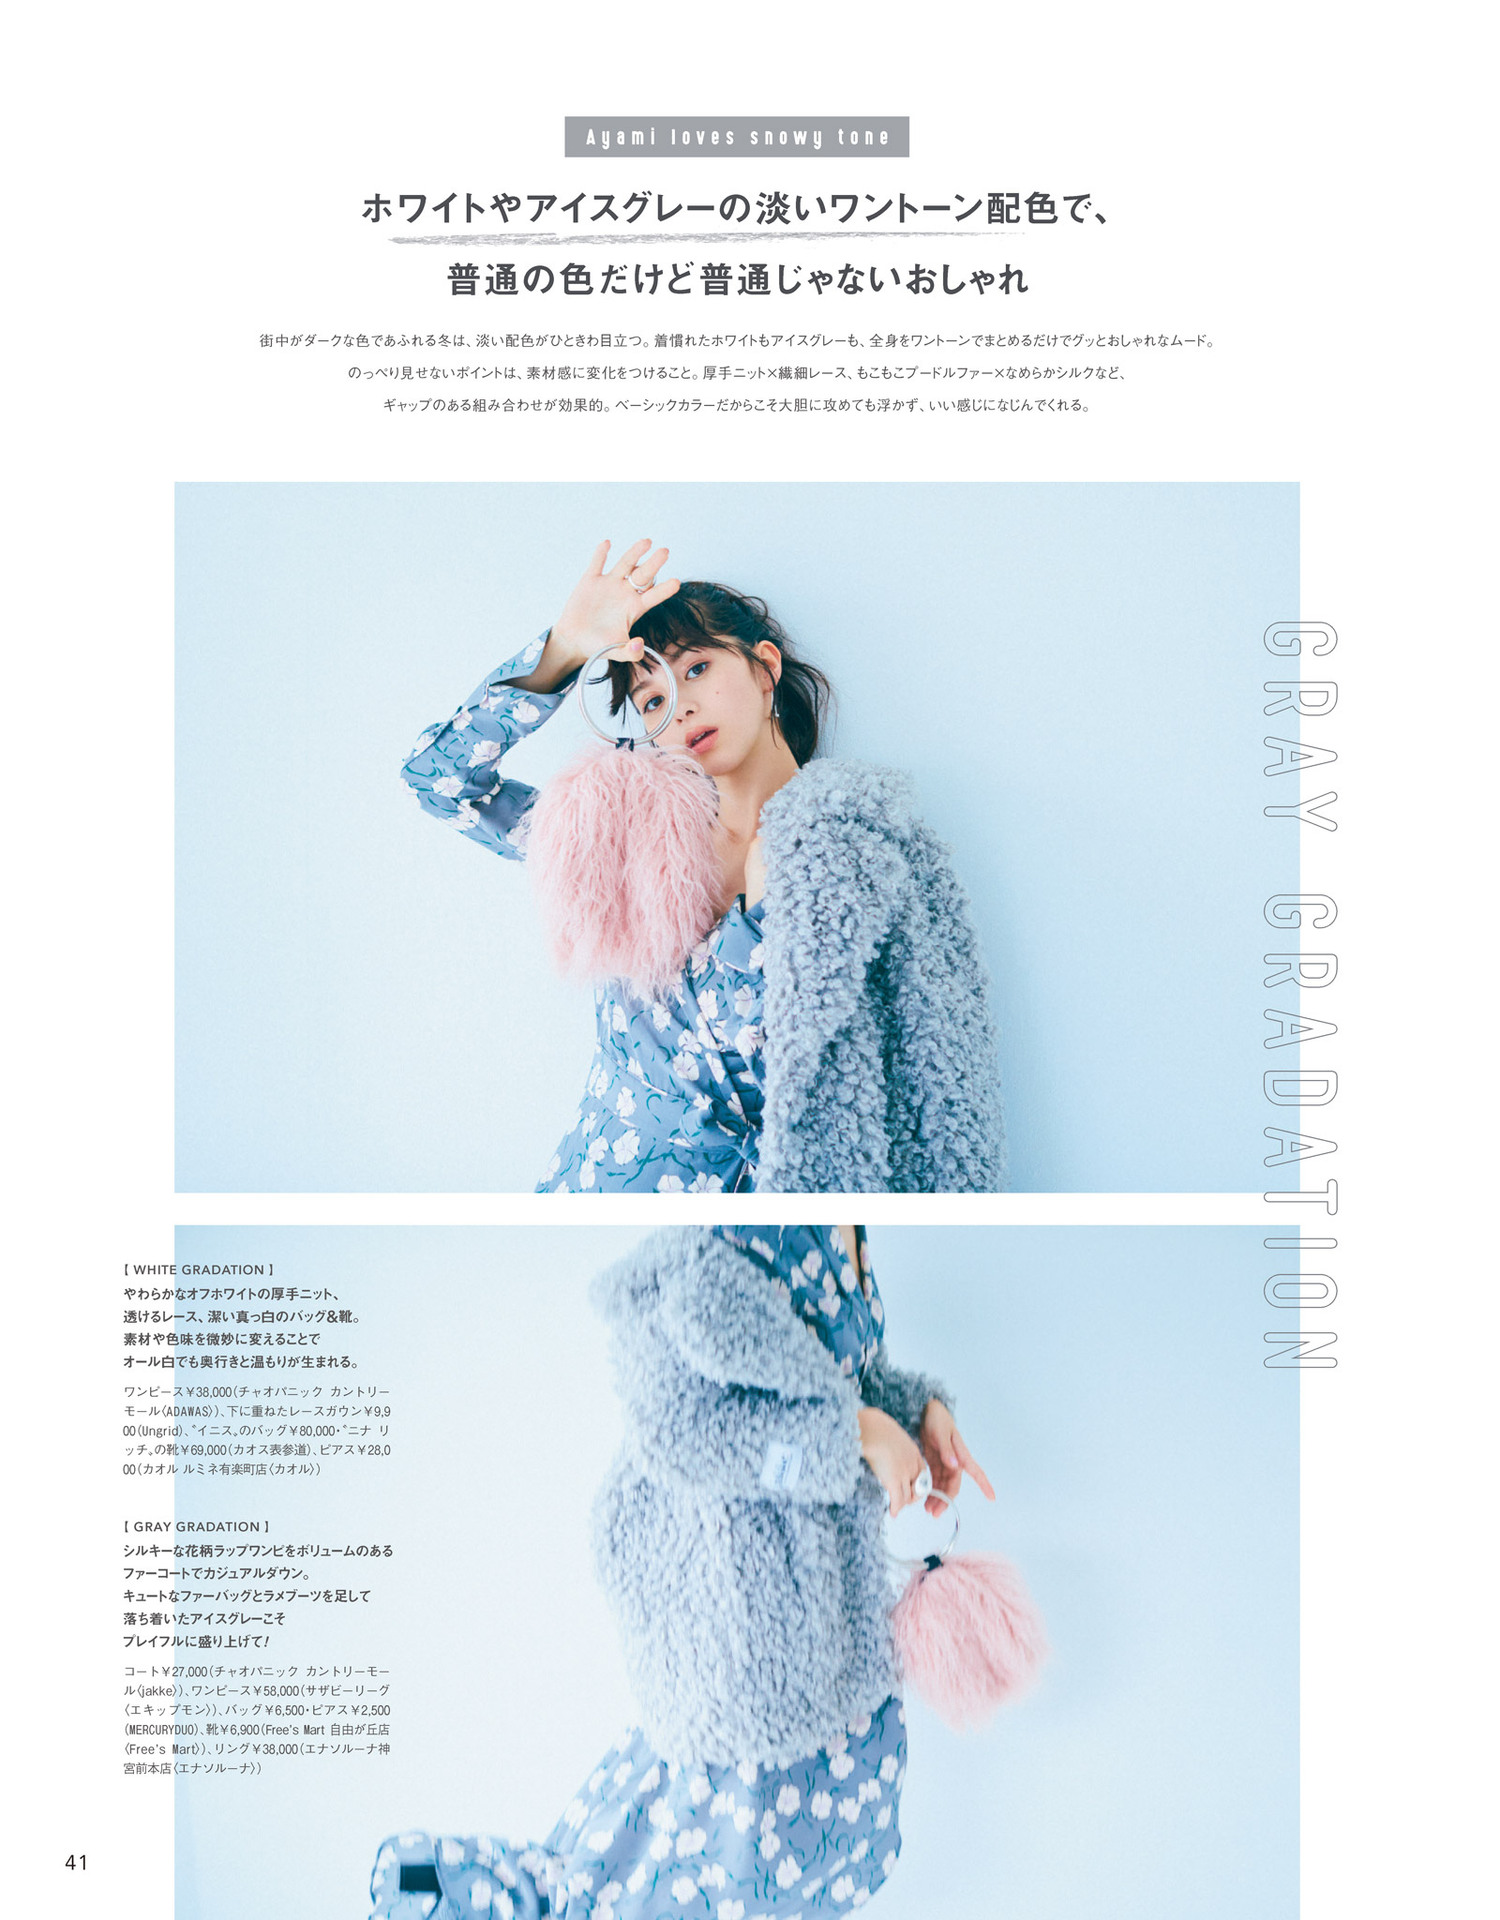 Ayami loves snowy tone
ホワイトやアイスグレーの淡いワントーン配色で、
普通の色だけど普通じゃないおしゃれ
街中がダークな色であふれる冬は、淡い配色がひときわ目立つ。着慣れたホワイトもアイスグレーも、全身をワントーンでまとめるだけでグッとおしゃれなムード。
のっぺり見せないポイントは、素材感に変化をつけること。厚手ニット×繊細レース、もこもこプードルファー×なめらかシルクなど、
ギャップのある組み合わせが効果的。ベーシックカラーだからこそ大胆に攻めても浮かず、いい感じになじんでくれる。
GRAY GRADATION
【 WHITE GRADATION 】
やわらかなオフホワイトの厚手ニット、
透けるレース、潔い真っ白のバッグ&靴。
素材や色味を微妙に変えることで
オール白でも奥行きと温もりが生まれる。
ワンピース¥38,000(チャオパニック カントリー
モール〈ADAWAS〉)、下に重ねたレースガウン¥9,9
00(Ungrid)、〝イニス〟のバッグ¥80,000・〝ニナ リ
ッチ〟の靴¥69,000(カオス表参道)、ピアス¥28,0
00(カオル ルミネ有楽町店〈カオル〉)
【 GRAY GRADATION 】
シルキーな花柄ラップワンピをボリュームのある
ファーコートでカジュアルダウン。
キュートなファーバッグとラメブーツを足して
落ち着いたアイスグレーこそ
プレイフルに盛り上げて!
コート¥27,000(チャオパニック カントリーモー
ル〈jakke〉)、ワンピース¥58,000(サザビーリーグ
〈エキップモン〉)、バッグ¥6,500・ピアス¥2,500
(MERCURYDUO)、靴¥6,900(Free's Mart 自由が丘店
〈Free's Mart〉)、リング¥38,000(エナソルーナ神
宮前本店〈エナソルーナ〉)
41